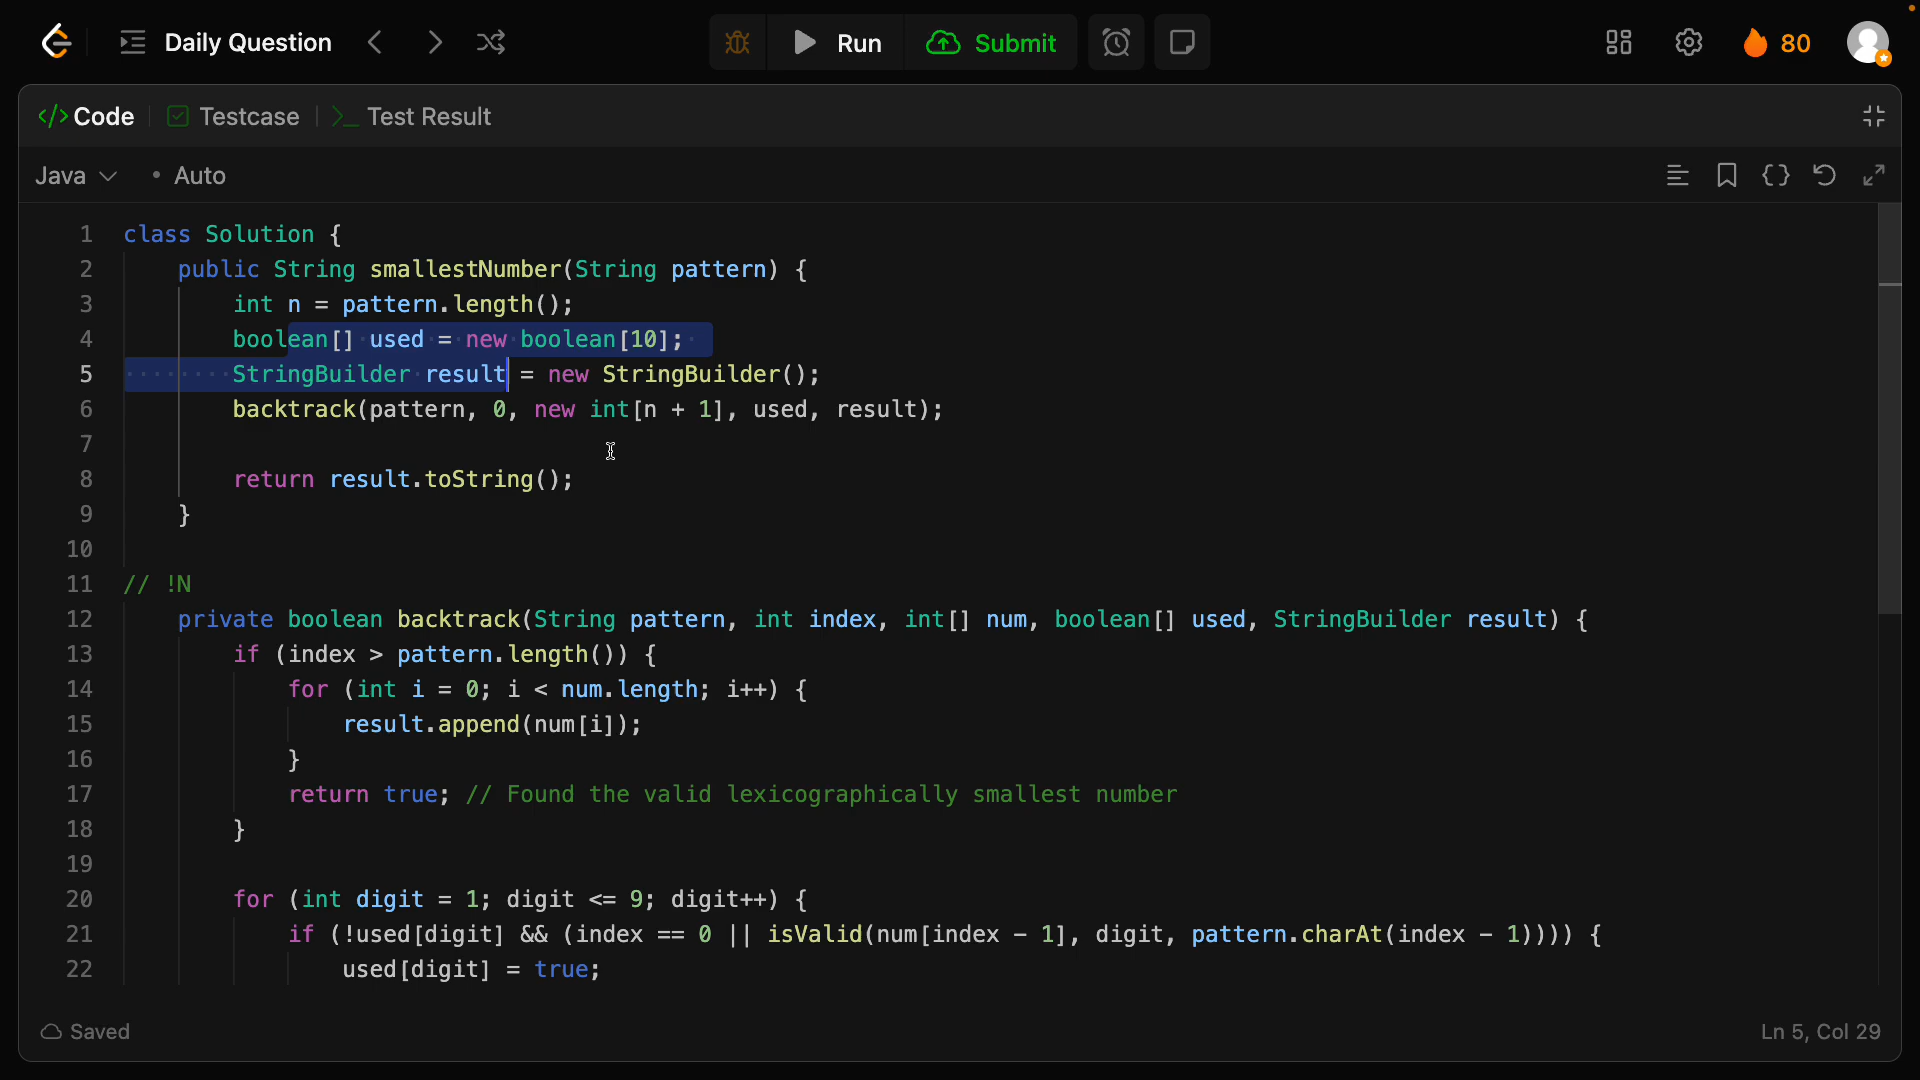 Daily Question
Run
Submit
80
</> Code
Testcase
Test Result
Java
• Auto
1 class Solution {
2 public String smallestNumber(String pattern) {
3 int n = pattern.length();
4 boolean[] used = new boolean[10];
5 StringBuilder result = new StringBuilder();
6 backtrack(pattern, 0, new int[n + 1], used, result);
7
8 return result.toString();
9 }
10
11 // !N
12 private boolean backtrack(String pattern, int index, int[] num, boolean[] used, StringBuilder result) {
13 if (index > pattern.length()) {
14 for (int i = 0; i < num.length; i++) {
15 result.append(num[i]);
16 }
17 return true; // Found the valid lexicographically smallest number
18 }
19
20 for (int digit = 1; digit <= 9; digit++) {
21 if (!used[digit] && (index == 0 || isValid(num[index - 1], digit, pattern.charAt(index - 1)))) {
22 used[digit] = true;
Saved
Ln 5, Col 29